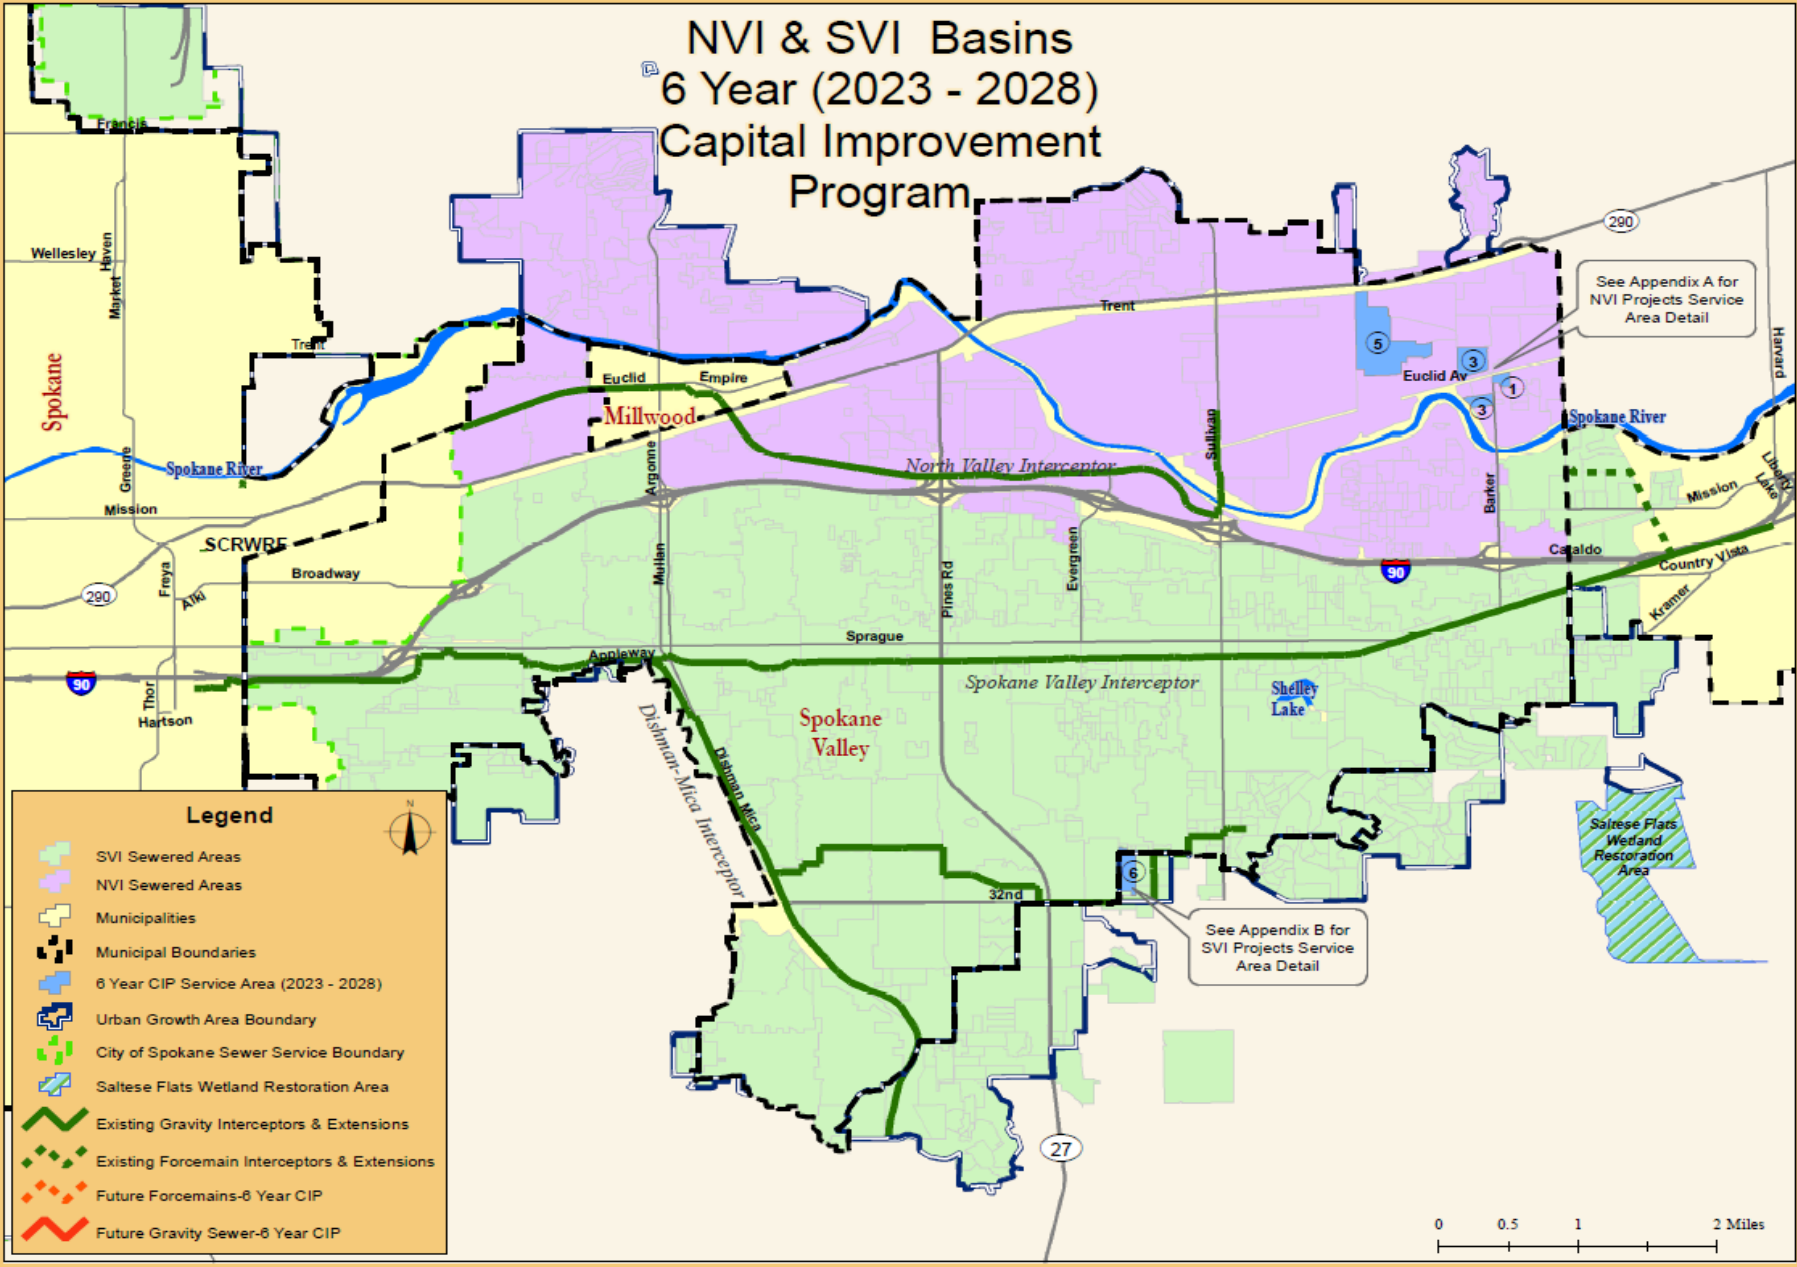 NVI & SVI Basins
6 Year (2023 - 2028)
Capital Improvement
Program
Francis
Wellesley
Haven
Market
290
See Appendix A for
NVI Projects Service
Area Detail
Harvard
Trent
Trent
5
3
Euclid Av
1
3
Spokane
Euclid
Empire
Millwood
Sullivan
Spokane River
Spokane River
Greene
Argonne
North Valley Interceptor
Barker
Liberty
Lake
Mission
Mission
SCRWRF
Cataldo
Country Vista
Broadway
Freya
Alki
290
Mullan
Pines Rd
Evergreen
90
Kramer
Sprague
Appleway
90
Thor
Hartson
Spokane Valley Interceptor
Shelley
Lake
Spokane
Valley
Dishman-Mica Interceptor
Dishman Mica
Saltese Flats
Wetland
Restoration
Area
6
32nd
See Appendix B for
SVI Projects Service
Area Detail
27
Legend
N
SVI Sewered Areas
NVI Sewered Areas
Municipalities
Municipal Boundaries
6 Year CIP Service Area (2023 - 2028)
Urban Growth Area Boundary
City of Spokane Sewer Service Boundary
Saltese Flats Wetland Restoration Area
Existing Gravity Interceptors & Extensions
Existing Forcemain Interceptors & Extensions
Future Forcemains-6 Year CIP
Future Gravity Sewer-6 Year CIP
0 0.5 1 2 Miles